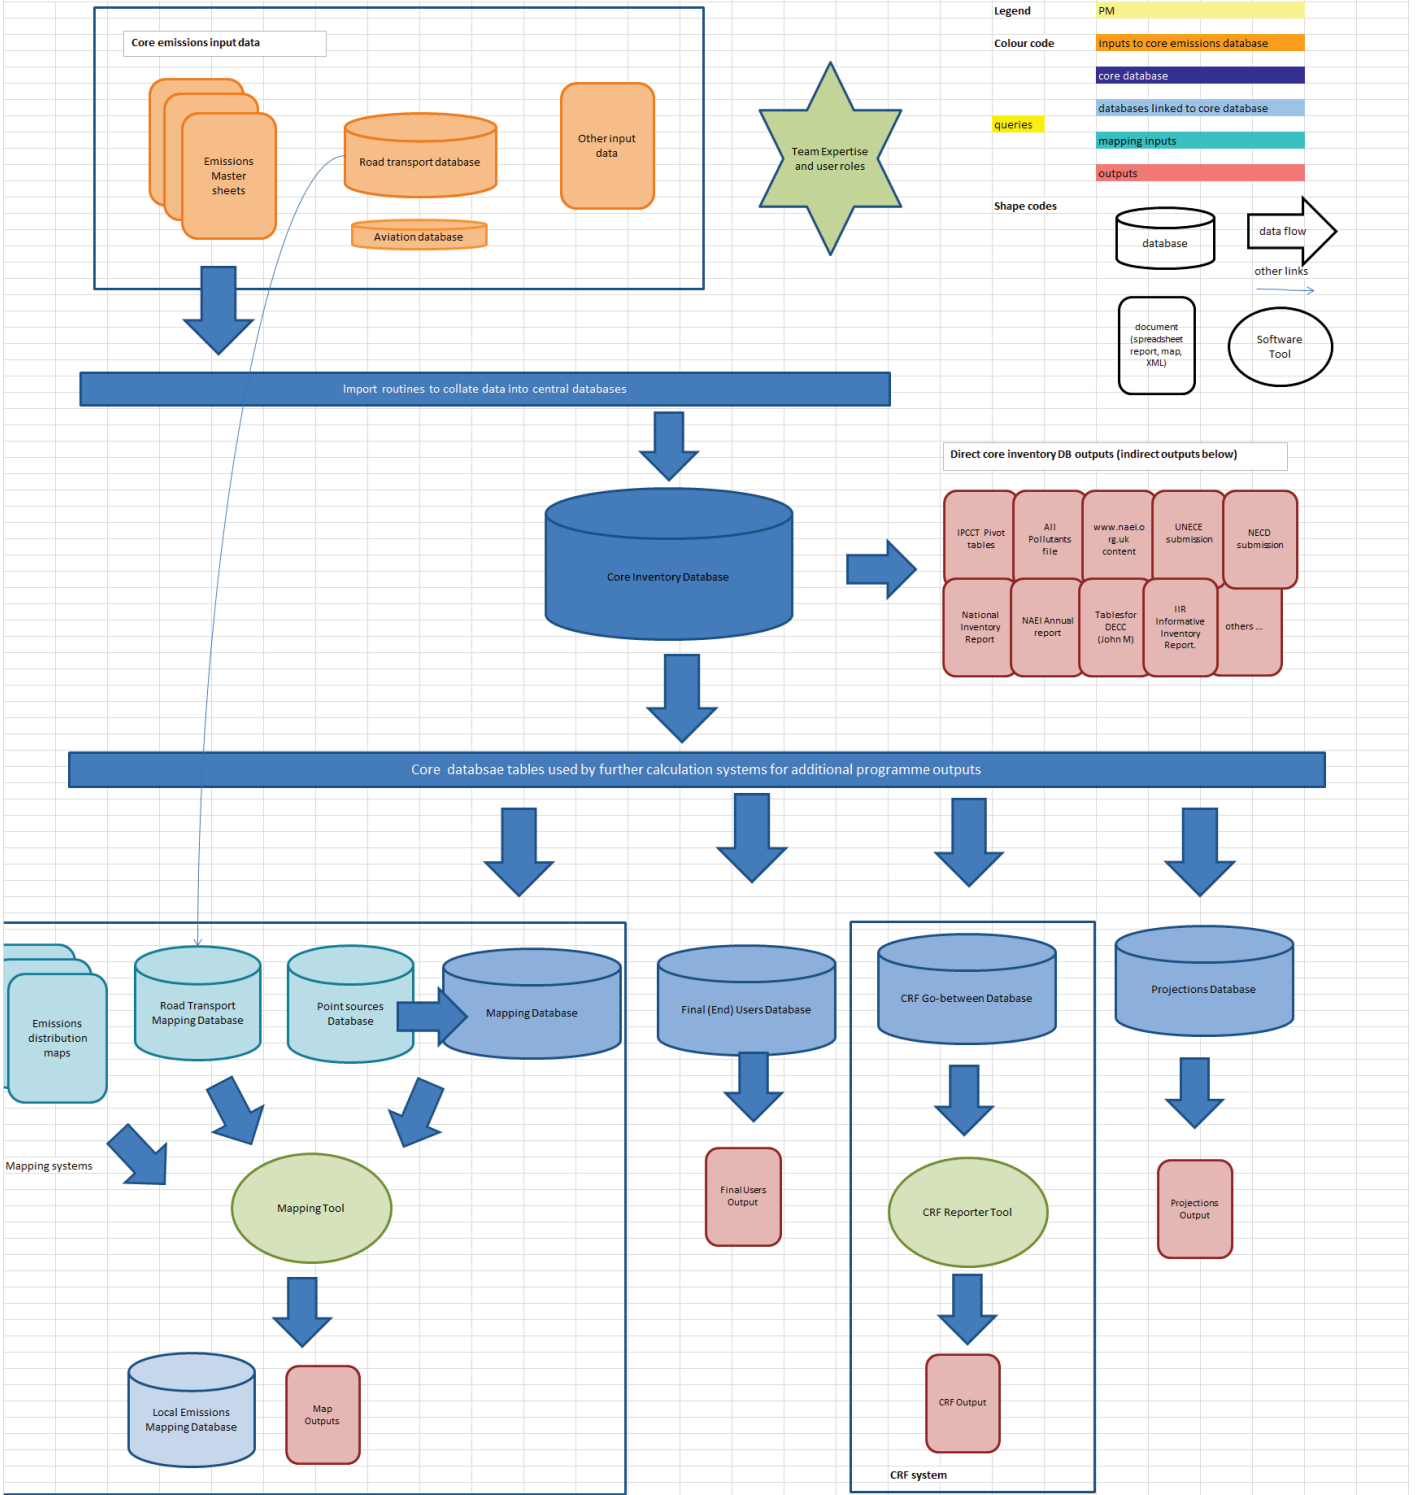 Core emissions input data
Emissions
Master
sheets
Road transport database
Aviation database
Other input
data
Team Expertise
and user roles
Legend
PM
Colour code
inputs to core emissions database
core database
databases linked to core database
queries
mapping inputs
outputs
Shape codes
database
data flow
other links
document
(spreadsheet
report, map,
XML)
Software
Tool
Import routines to collate data into central databases
Core Inventory Database
Direct core inventory DB outputs (indirect outputs below)
IPCCT Pivot
tables
All
Pollutants
file
www.naei.o
rg.uk
content
UNECE
submission
NECD
submission
National
Inventory
Report
NAEI Annual
report
Tablesfor
DECC
(John M)
IIR
Informative
Inventory
Report.
others ...
Core databsae tables used by further calculation systems for additional programme outputs
Emissions
distribution
maps
Road Transport
Mapping Database
Point sources
Database
Mapping Database
Final (End) Users Database
CRF Go-between Database
Projections Database
Mapping systems
Mapping Tool
Final Users
Output
CRF Reporter Tool
Projections
Output
Local Emissions
Mapping Database
Map
Outputs
CRF Output
CRF system